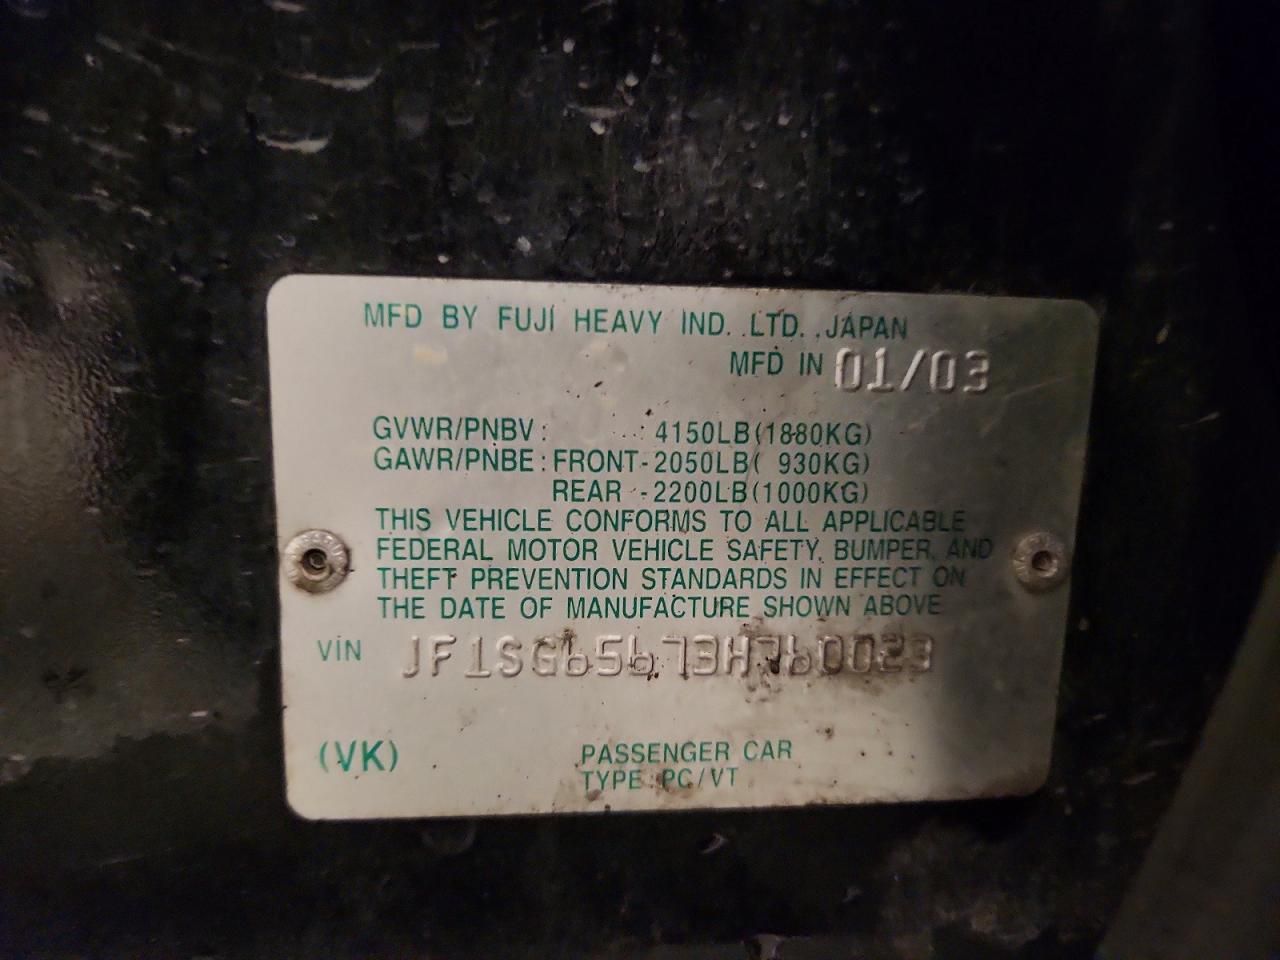 MFD BY FUJI HEAVY IND. LTD. ,JAPAN
MFD IN 01/03
GVWR/PNBV: 4150LB(1880KG)
GAWR/PNBE: FRONT-2050LB( 930KG)
REAR -2200LB(1000KG)
THIS VEHICLE CONFORMS TO ALL APPLICABLE
FEDERAL MOTOR VEHICLE SAFETY, BUMPER, AND
THEFT PREVENTION STANDARDS IN EFFECT ON
THE DATE OF MANUFACTURE SHOWN ABOVE
VIN JF1SG65673H760023
(VK) PASSENGER CAR
TYPE PC/VT